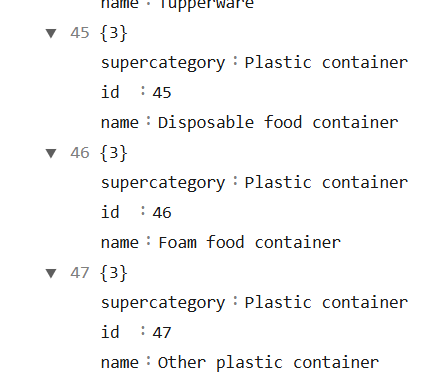 name : Tupperware
▼ 45 {3}
supercategory : Plastic container
id : 45
name : Disposable food container
▼ 46 {3}
supercategory : Plastic container
id : 46
name : Foam food container
▼ 47 {3}
supercategory : Plastic container
id : 47
name : Other plastic container